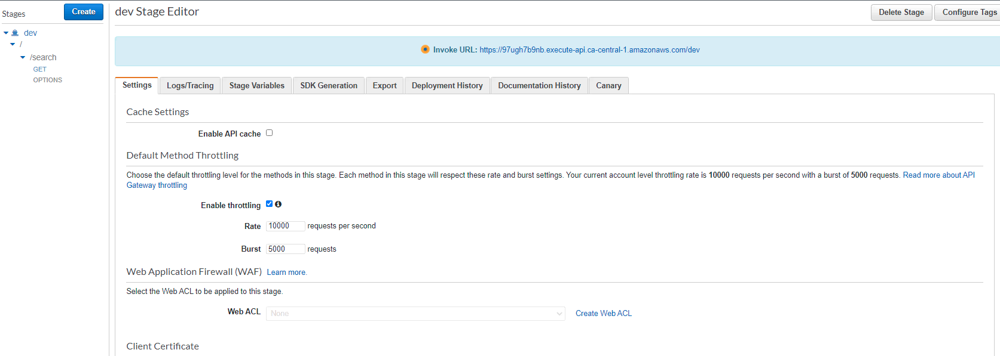 Stages
Create
dev
/
/search
GET
OPTIONS
dev Stage Editor
Delete Stage
Configure Tags
Invoke URL: https://97ugh7b9nb.execute-api.ca-central-1.amazonaws.com/dev
Settings
Logs/Tracing
Stage Variables
SDK Generation
Export
Deployment History
Documentation History
Canary
Cache Settings
Enable API cache
Default Method Throttling
Choose the default throttling level for the methods in this stage. Each method in this stage will respect these rate and burst settings. Your current account level throttling rate is 10000 requests per second with a burst of 5000 requests. Read more about API
Gateway throttling
Enable throttling
Rate 10000 requests per second
Burst 5000 requests
Web Application Firewall (WAF) Learn more.
Select the Web ACL to be applied to this stage.
Web ACL None Create Web ACL
Client Certificate